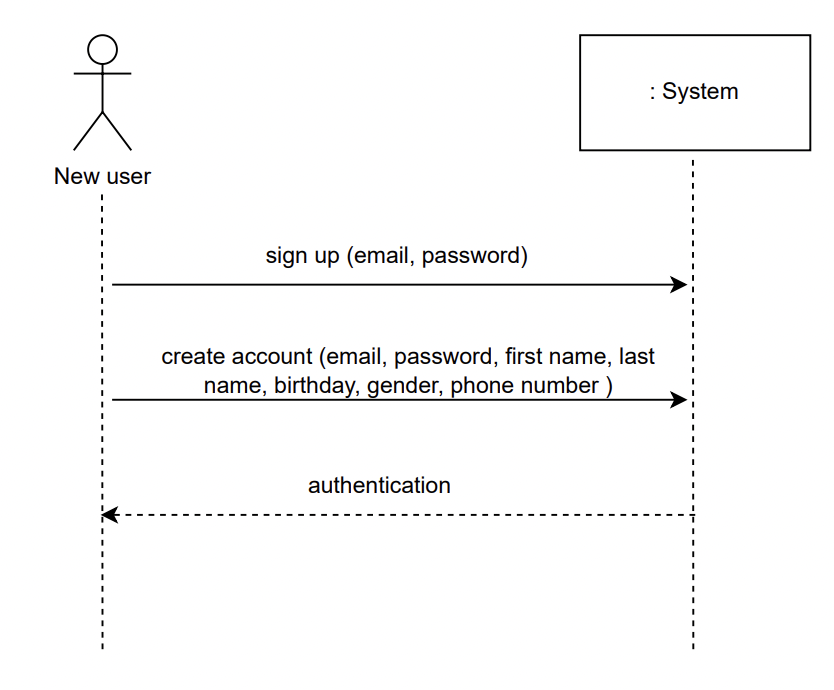 : System
New user
sign up (email, password)
create account (email, password, first name, last
name, birthday, gender, phone number )
authentication